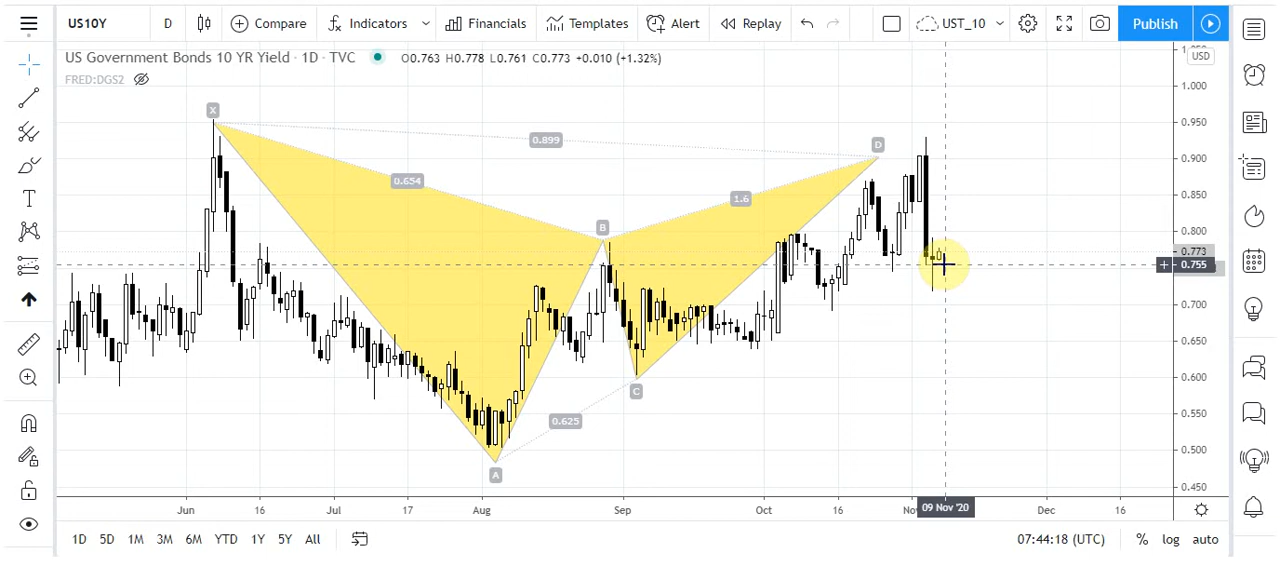 US10Y D Compare Indicators Financials Templates Alert Replay UST_10 Publish
US Government Bonds 10 YR Yield · 1D · TVC O0.763 H0.778 L0.761 C0.773 +0.010 (+1.32%)
USD
FRED:DGS2
1.000
X
0.950
0.899
D
0.900
0.654
1.6
0.850
B
0.800
0.773
0.755
0.700
0.650
C
0.600
0.625
0.550
0.500
A
0.450
Jun 16 Jul 17 Aug Sep Oct 16 09 Nov '20 Dec 16
1D 5D 1M 3M 6M YTD 1Y 5Y All 07:44:18 (UTC) % log auto